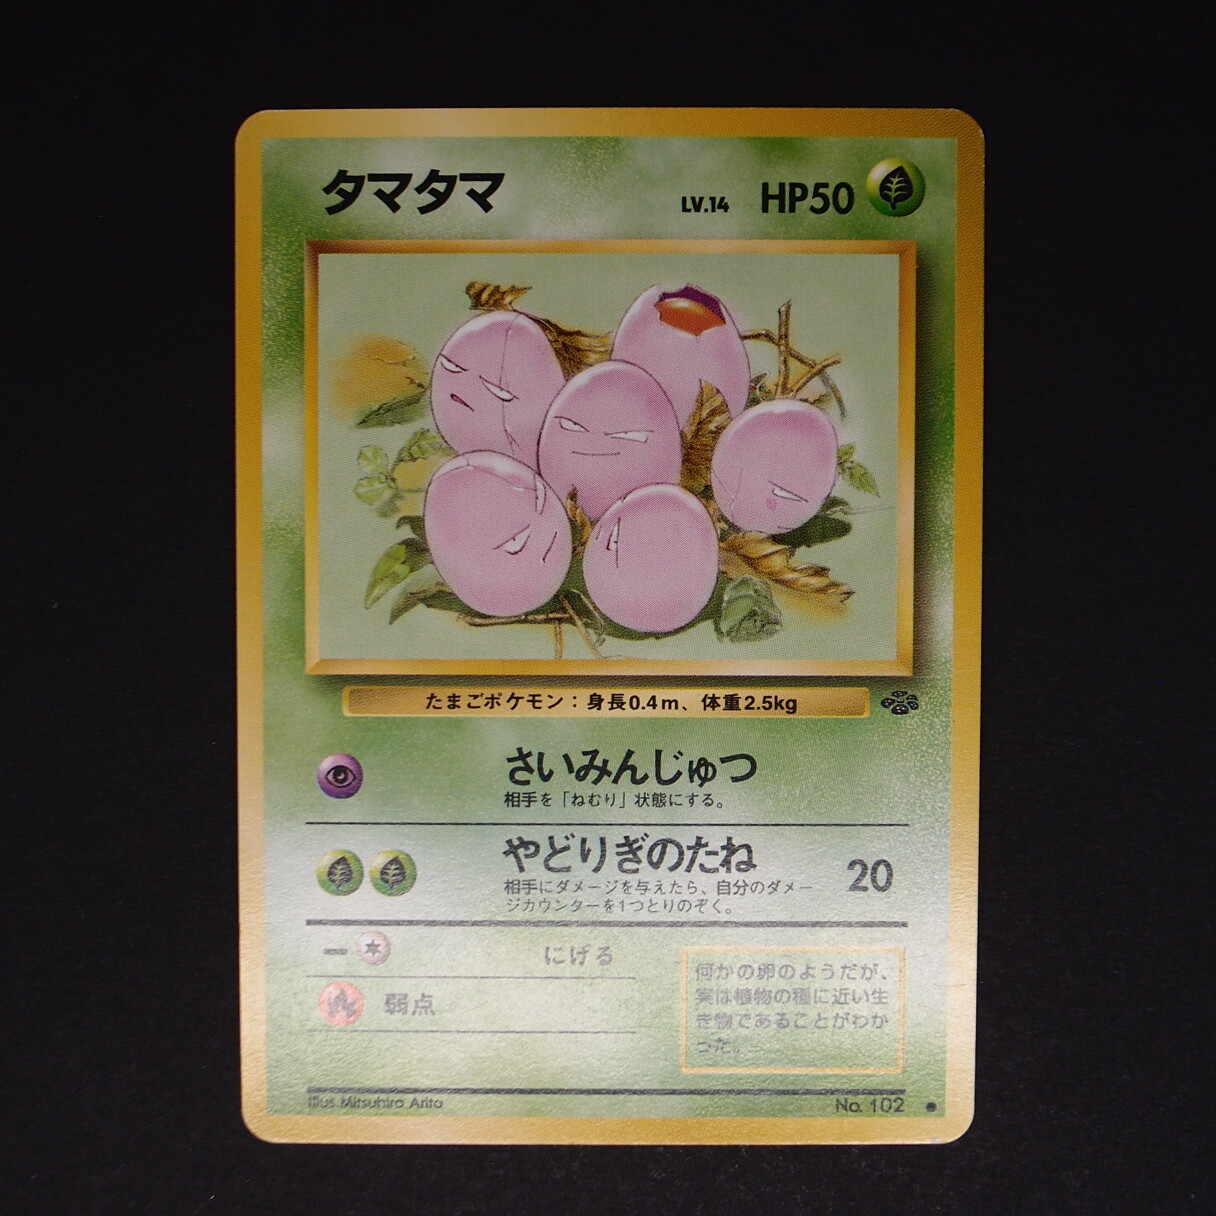 タマタマ
LV.14 HP50
たまごポケモン：身長0.4m、体重2.5kg
さいみんじゅつ
相手を「ねむり」状態にする。
やどりぎのたね 20
相手にダメージを与えたら、自分のダメー
ジカウンターを1つとりのぞく。
にげる
弱点
何かの卵のようだが、
実は植物の種に近い生
き物であることがわか
った。
Illus. Mitsuhiro Arita
No. 102